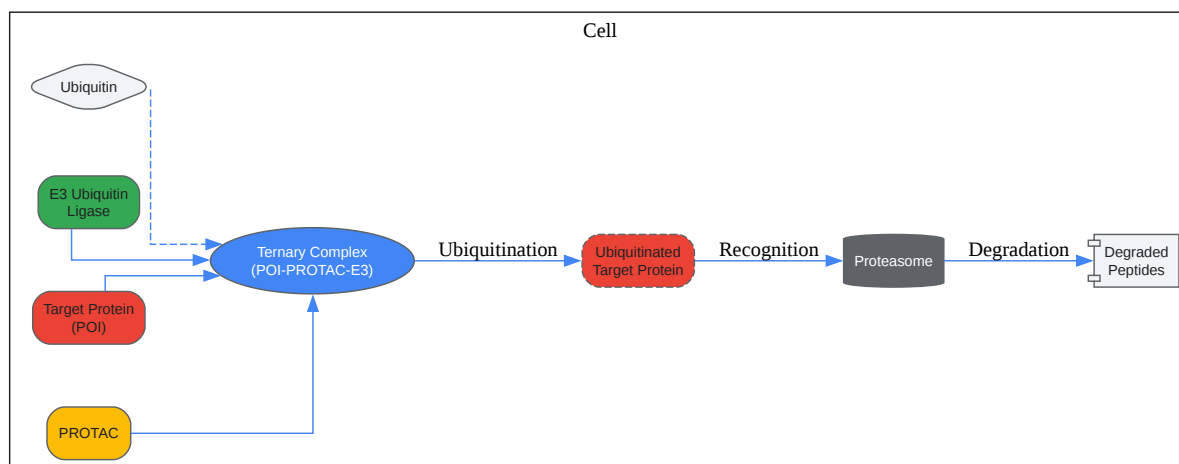 Cell
Ubiquitin
E3 Ubiquitin
Ligase
Target Protein
(POI)
PROTAC
Ternary Complex
(POI-PROTAC-E3)
Ubiquitination
Ubiquitinated
Target Protein
Recognition
Proteasome
Degradation
Degraded
Peptides